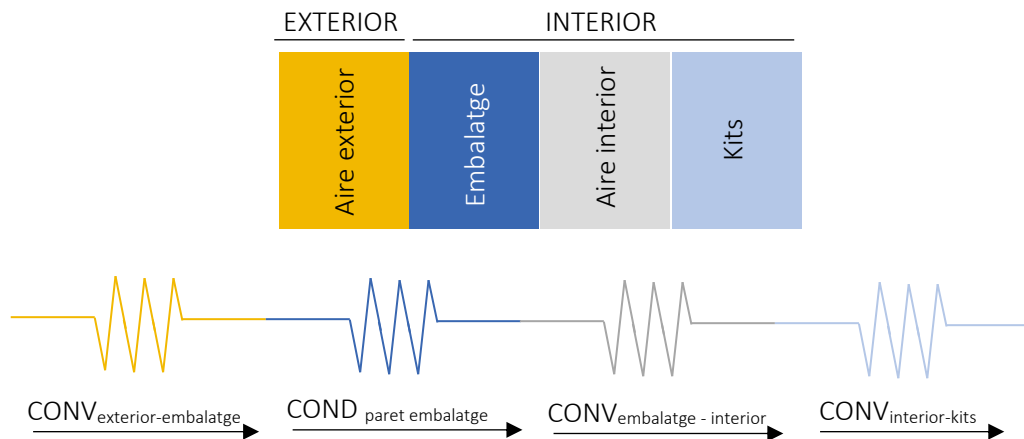 EXTERIOR INTERIOR
Aire exterior
Embalatge
Aire interior
Kits
CONVexterior-embalatge
COND paret embalatge
CONVembalatge - interior
CONVinterior-kits